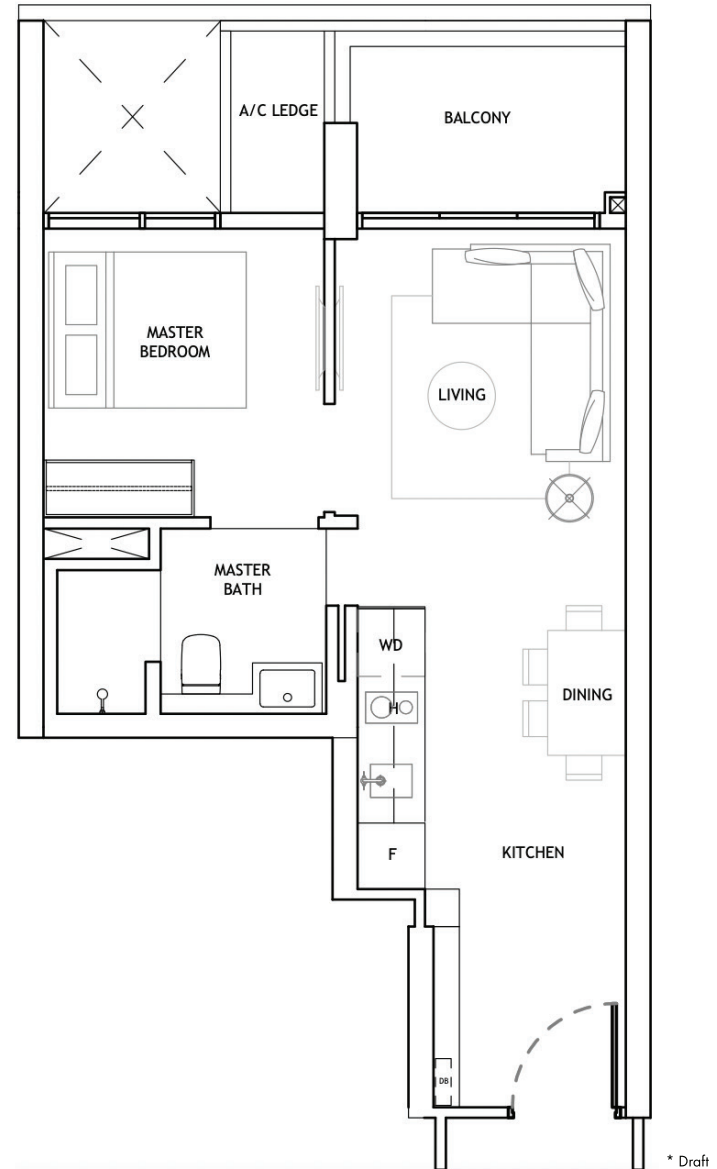 A/C LEDGE
BALCONY
MASTER
BEDROOM
LIVING
MASTER
BATH
WD
H
DINING
F
KITCHEN
DB
* Draft